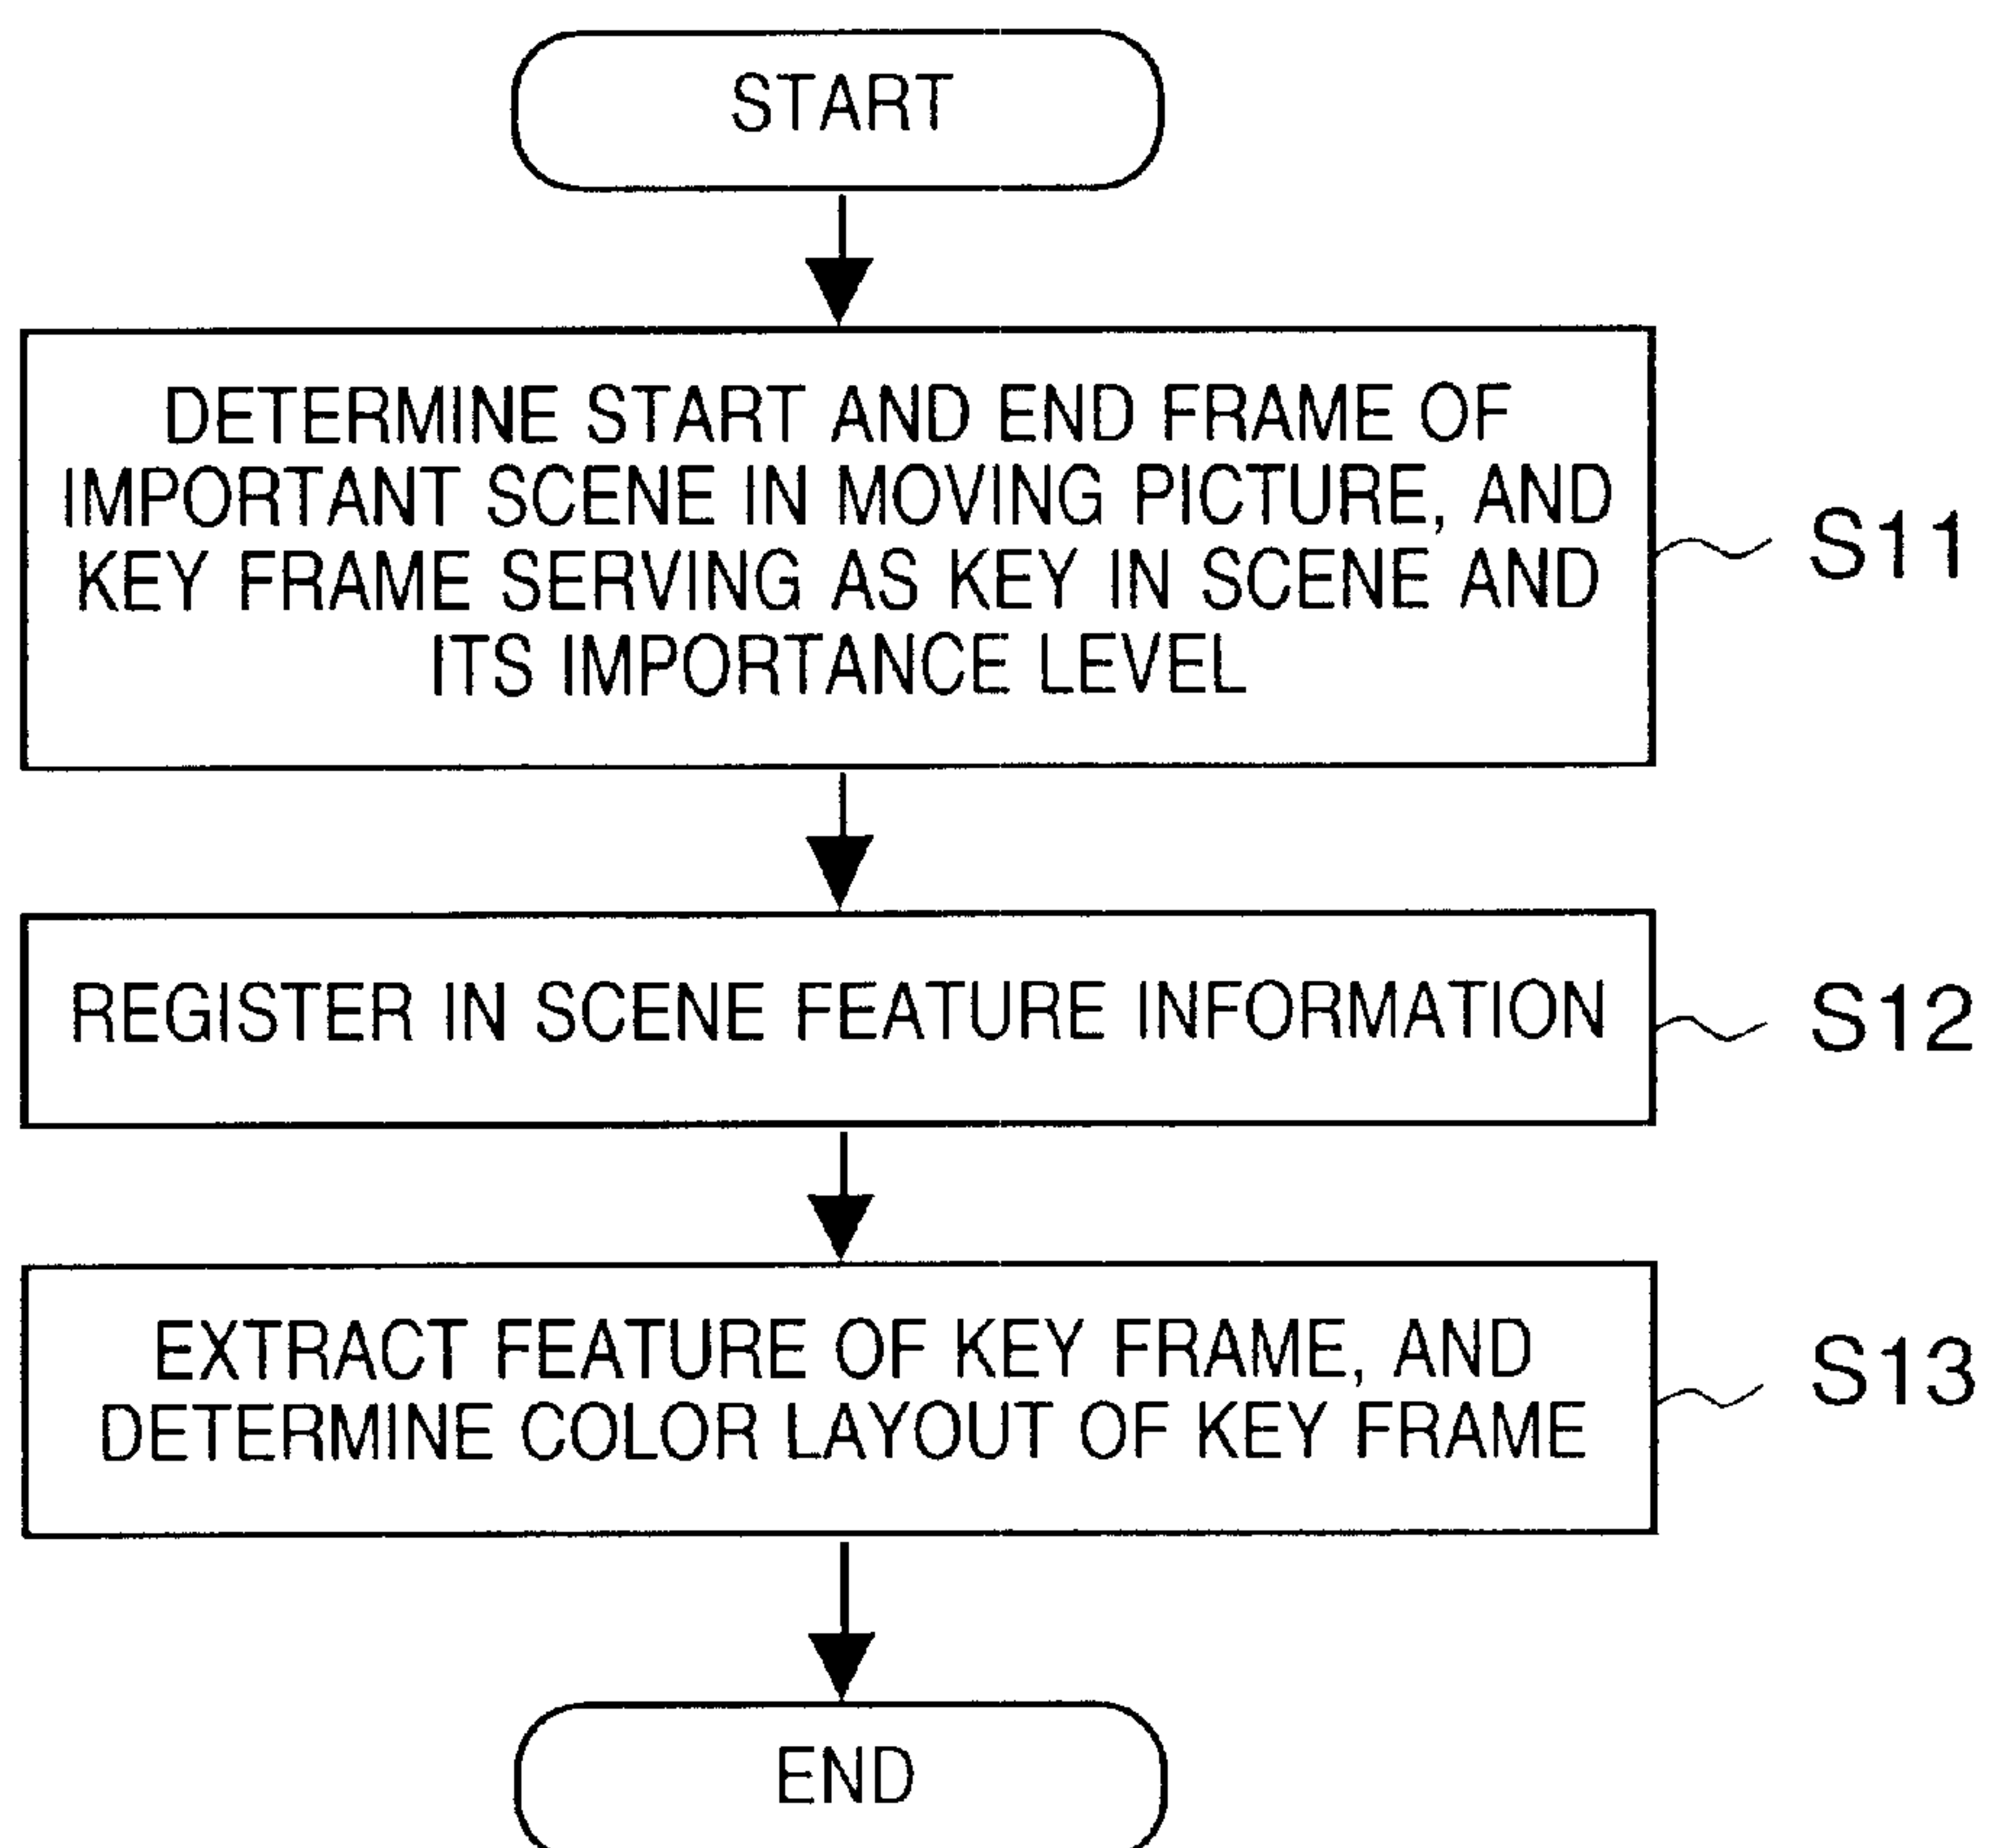 START
DETERMINE START AND END FRAME OF
IMPORTANT SCENE IN MOVING PICTURE, AND
KEY FRAME SERVING AS KEY IN SCENE AND
ITS IMPORTANCE LEVEL
S11
REGISTER IN SCENE FEATURE INFORMATION
S12
EXTRACT FEATURE OF KEY FRAME, AND
DETERMINE COLOR LAYOUT OF KEY FRAME
S13
END